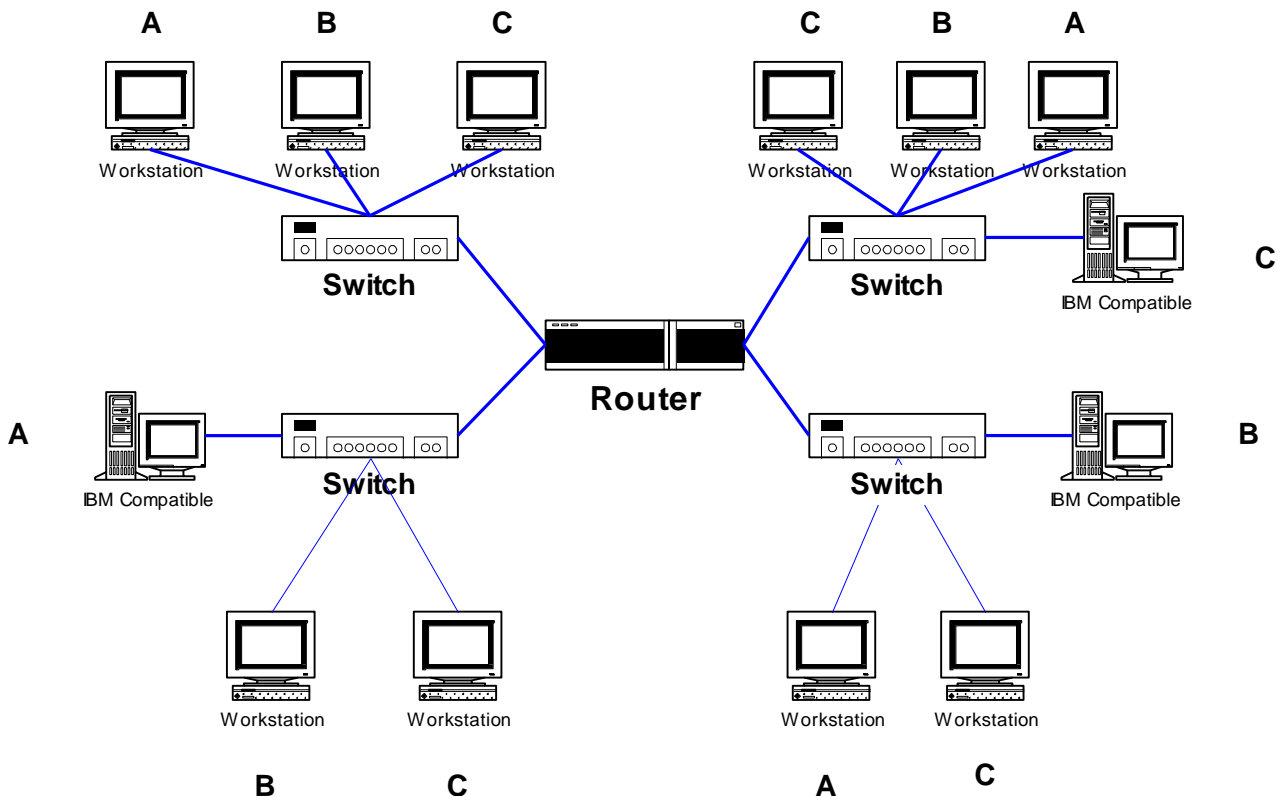 A B C C B A
Workstation Workstation Workstation Workstation Workstation Workstation
Switch Switch
C
IBM Compatible
Router
A B
Switch Switch
IBM Compatible IBM Compatible
Workstation Workstation Workstation Workstation
B C A C